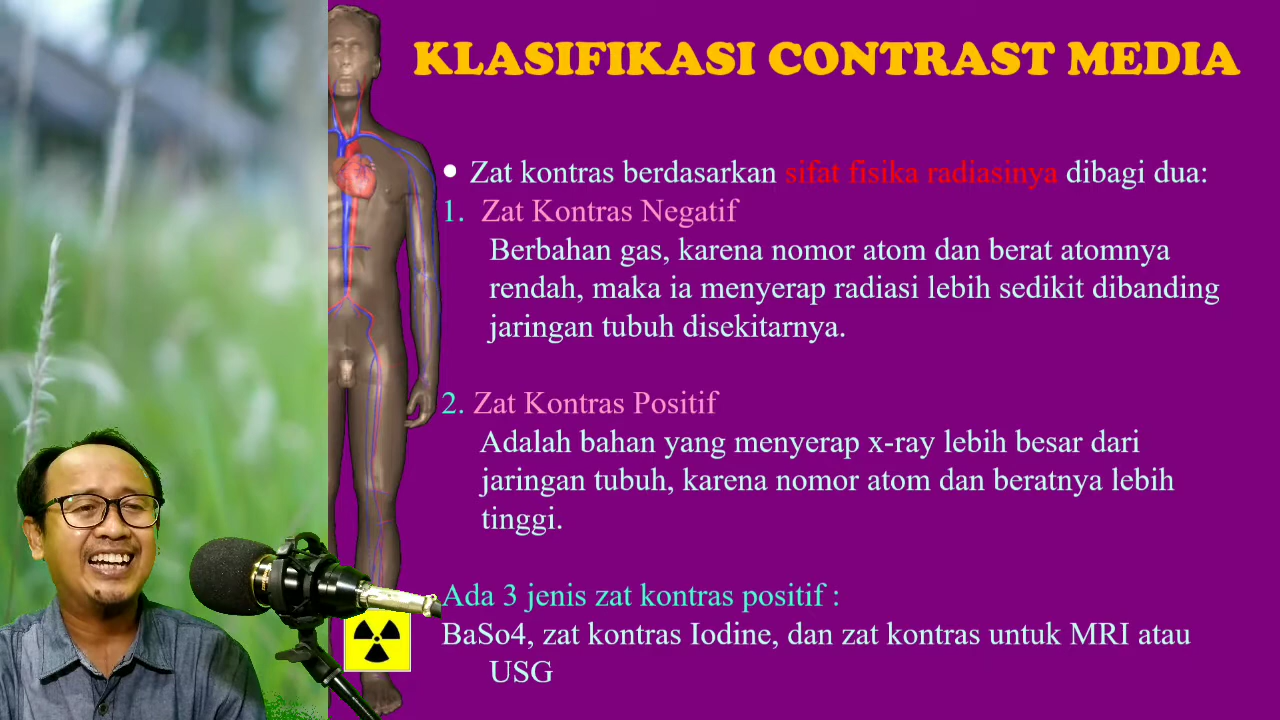 KLASIFIKASI CONTRAST MEDIA
• Zat kontras berdasarkan sifat fisika radiasinya dibagi dua:
1. Zat Kontras Negatif
Berbahan gas, karena nomor atom dan berat atomnya
rendah, maka ia menyerap radiasi lebih sedikit dibanding
jaringan tubuh disekitarnya.
2. Zat Kontras Positif
Adalah bahan yang menyerap x-ray lebih besar dari
jaringan tubuh, karena nomor atom dan beratnya lebih
tinggi.
Ada 3 jenis zat kontras positif :
BaSo4, zat kontras Iodine, dan zat kontras untuk MRI atau
USG